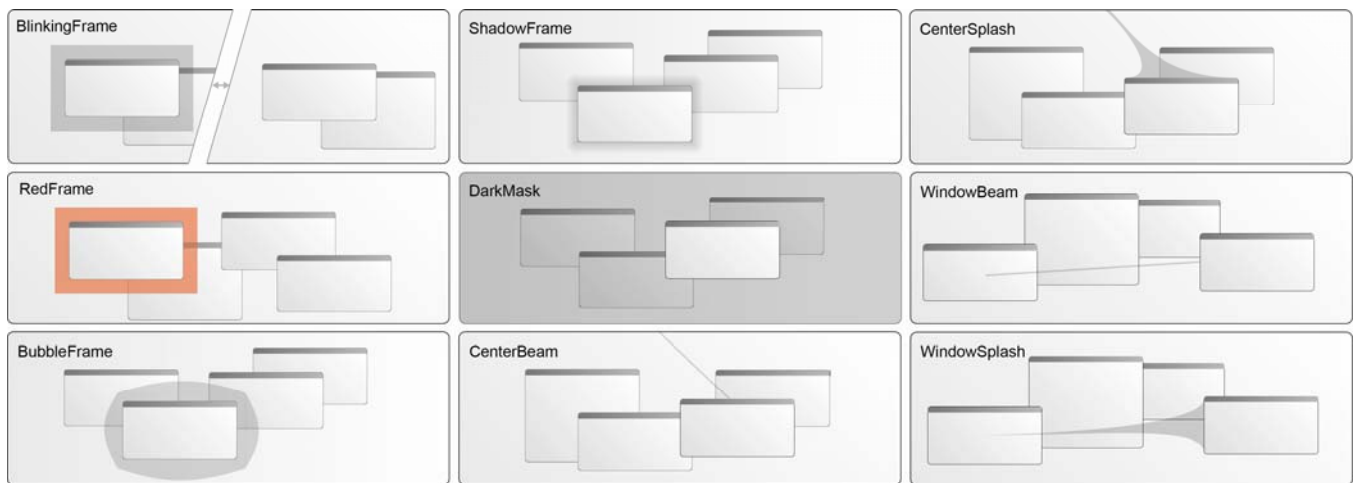 BlinkingFrame
ShadowFrame
CenterSplash
RedFrame
DarkMask
WindowBeam
BubbleFrame
CenterBeam
WindowSplash